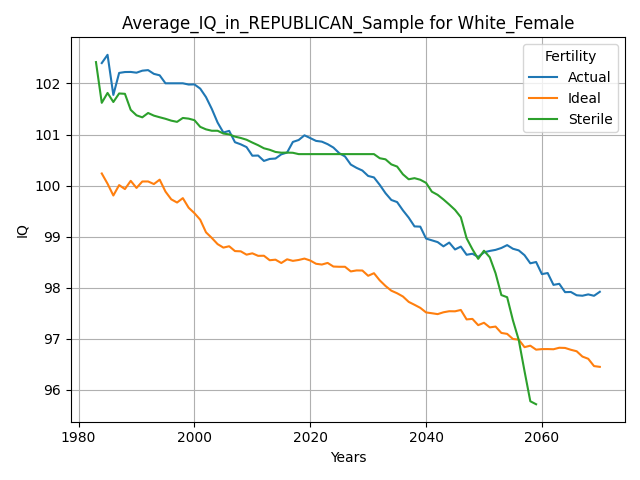 Average_IQ_in_REPUBLICAN_Sample for White_Female
Fertility
Actual
Ideal
Sterile
102
101
100
99
98
97
96
IQ
1980
2000
2020
2040
2060
Years